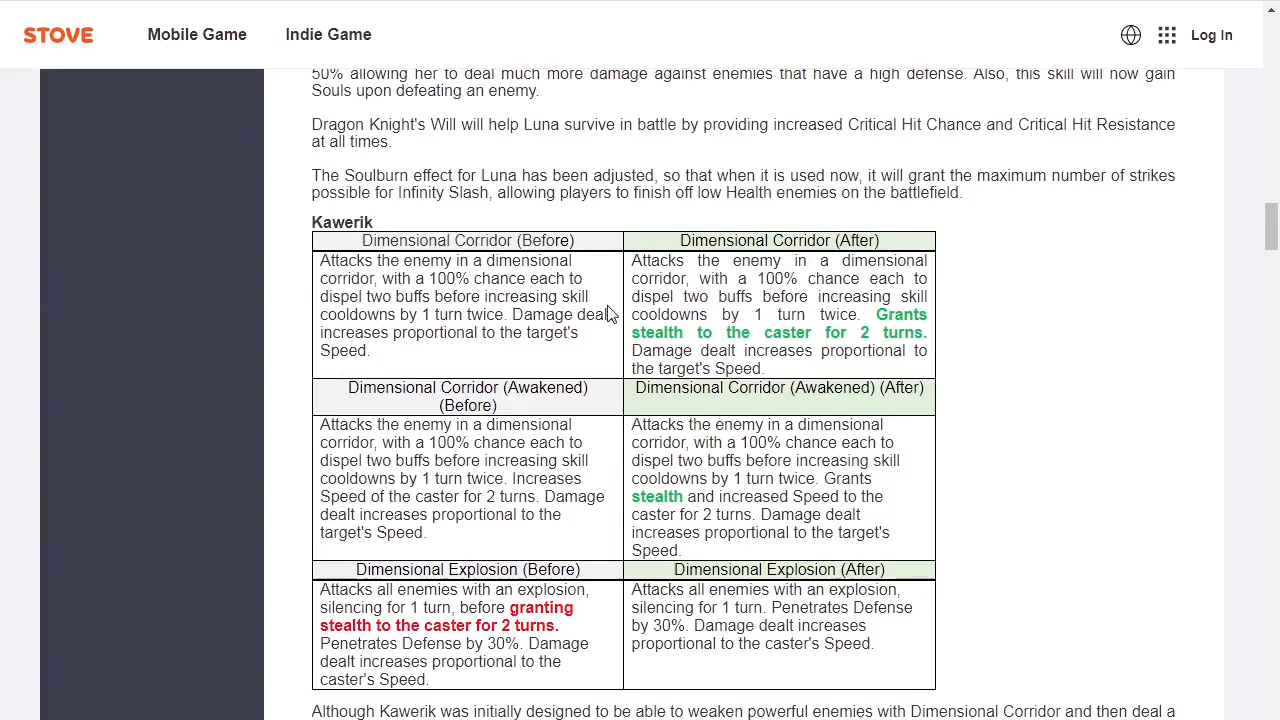 STOVE
Mobile Game
Indie Game
Log In
50% allowing her to deal much more damage against enemies that have a high defense. Also, this skill will now gain
Souls upon defeating an enemy.
Dragon Knight's Will will help Luna survive in battle by providing increased Critical Hit Chance and Critical Hit Resistance
at all times.
The Soulburn effect for Luna has been adjusted, so that when it is used now, it will grant the maximum number of strikes
possible for Infinity Slash, allowing players to finish off low Health enemies on the battlefield.
Kawerik
Dimensional Corridor (Before)
Attacks the enemy in a dimensional
corridor, with a 100% chance each to
dispel two buffs before increasing skill
cooldowns by 1 turn twice. Damage dealt
increases proportional to the target's
Speed.
Dimensional Corridor (After)
Attacks the enemy in a dimensional
corridor, with a 100% chance each to
dispel two buffs before increasing skill
cooldowns by 1 turn twice. Grants
stealth to the caster for 2 turns.
Damage dealt increases proportional to
the target's Speed.
Dimensional Corridor (Awakened)
(Before)
Attacks the enemy in a dimensional
corridor, with a 100% chance each to
dispel two buffs before increasing skill
cooldowns by 1 turn twice. Increases
Speed of the caster for 2 turns. Damage
dealt increases proportional to the
target's Speed.
Dimensional Corridor (Awakened) (After)
Attacks the enemy in a dimensional
corridor, with a 100% chance each to
dispel two buffs before increasing skill
cooldowns by 1 turn twice. Grants
stealth and increased Speed to the
caster for 2 turns. Damage dealt
increases proportional to the target's
Speed.
Dimensional Explosion (Before)
Attacks all enemies with an explosion,
silencing for 1 turn, before granting
stealth to the caster for 2 turns.
Penetrates Defense by 30%. Damage
dealt increases proportional to the
caster's Speed.
Dimensional Explosion (After)
Attacks all enemies with an explosion,
silencing for 1 turn. Penetrates Defense
by 30%. Damage dealt increases
proportional to the caster's Speed.
Although Kawerik was initially designed to be able to weaken powerful enemies with Dimensional Corridor and then deal a